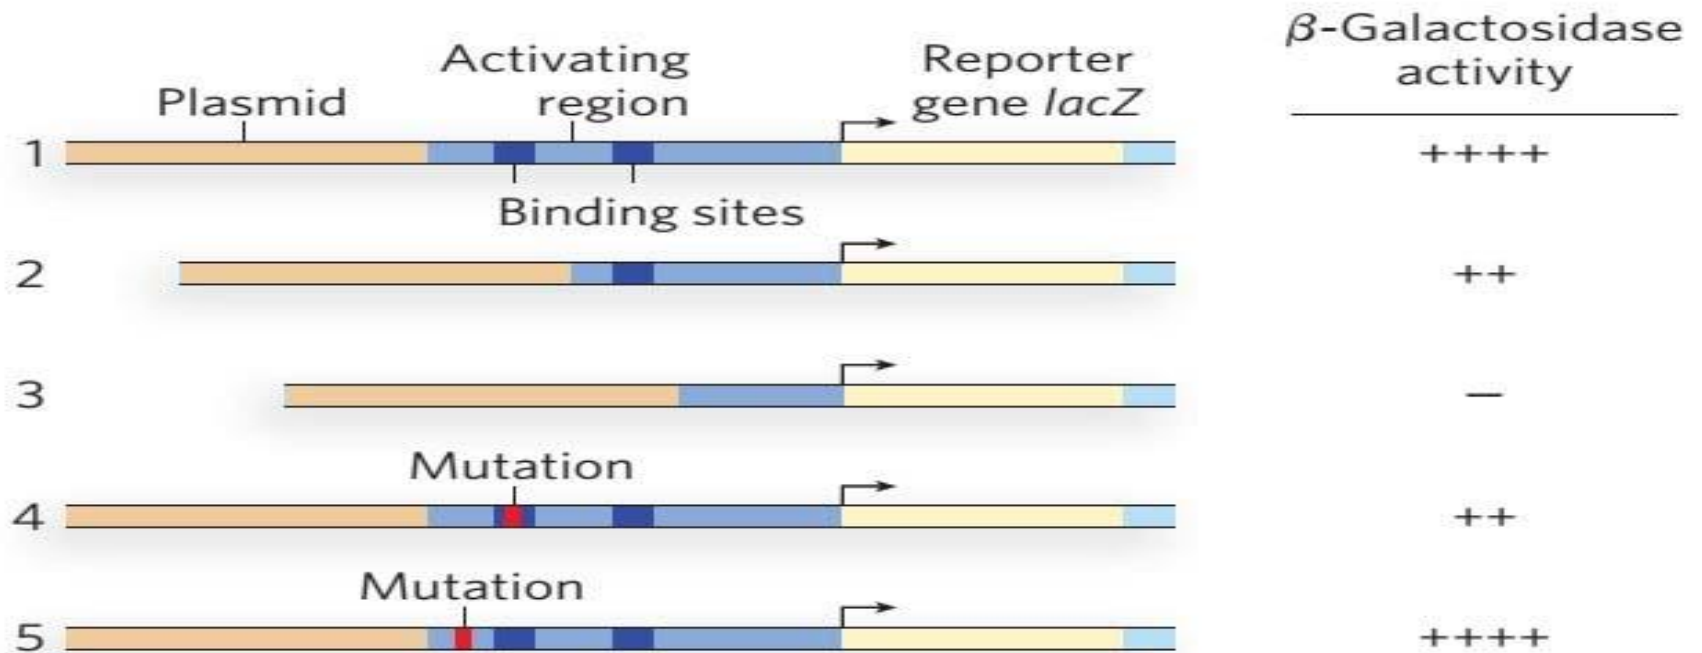 β-Galactosidase
activity
Activating
region
Reporter
gene lacZ
Plasmid
1 ++++
Binding sites
2 ++
3 –
Mutation
4 ++
Mutation
5 ++++